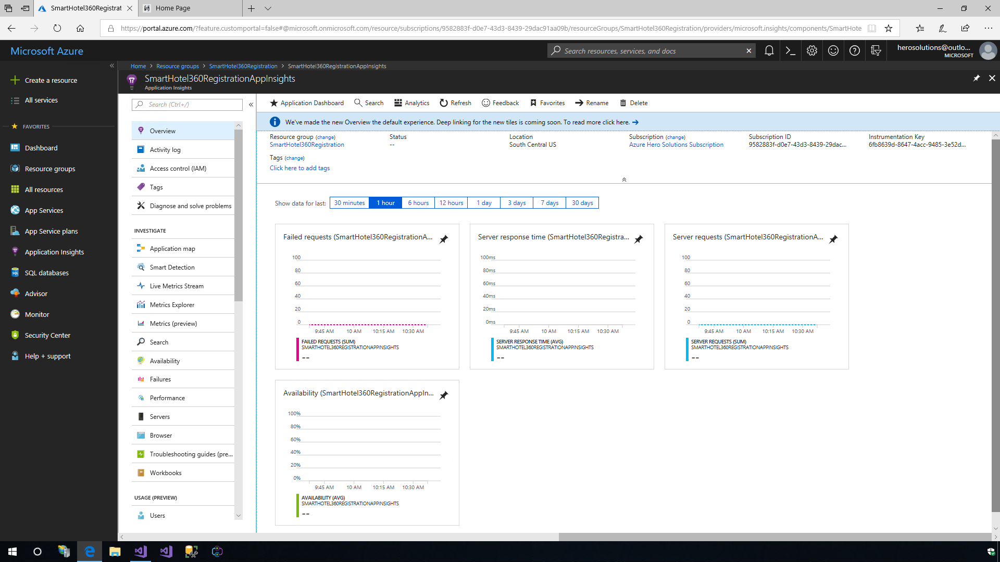 SmartHotel360Registrat
Home Page
https://portal.azure.com/?feature.customportal=false#@microsoft.onmicrosoft.com/resource/subscriptions/9582883f-d0e7-43d3-8439-29dac91aa09b/resourceGroups/SmartHotel360Registration/providers/microsoft.insights/components/SmartHote
Microsoft Azure
Search resources, services, and docs
herosolutions@outlo...
MICROSOFT
Home > Resource groups > SmartHotel360Registration > SmartHotel360RegistrationAppInsights
SmartHotel360RegistrationAppInsights
Application Insights
Create a resource
All services
FAVORITES
Dashboard
Resource groups
All resources
App Services
App Service plans
Application Insights
SQL databases
Advisor
Monitor
Security Center
Help + support
Search (Ctrl+/)
Overview
Activity log
Access control (IAM)
Tags
Diagnose and solve problems
INVESTIGATE
Application map
Smart Detection
Live Metrics Stream
Metrics Explorer
Metrics (preview)
Search
Availability
Failures
Performance
Servers
Browser
Troubleshooting guides (pre...
Workbooks
USAGE (PREVIEW)
Users
Application Dashboard Search Analytics Refresh Feedback Favorites Rename Delete
We've made the new Overview the default experience. Deep linking for the new tiles is coming soon. To read more click here.
Resource group (change)
SmartHotel360Registration
Status
--
Location
South Central US
Subscription (change)
Azure Hero Solutions Subscription
Subscription ID
9582883f-d0e7-43d3-8439-29dac...
Instrumentation Key
6fb8639d-8647-4acc-9485-3e52d...
Tags (change)
Click here to add tags
Show data for last: 30 minutes 1 hour 6 hours 12 hours 1 day 3 days 7 days 30 days
Failed requests (SmartHotel360RegistrationA...
100
80
60
40
20
0
9:45 AM 10 AM 10:15 AM 10:30 AM
FAILED REQUESTS (SUM)
SMARTHOTEL360REGISTRATIONAPPINSIGHTS
--
Server response time (SmartHotel360Registra...
100ms
80ms
60ms
40ms
20ms
0ms
9:45 AM 10 AM 10:15 AM 10:30 AM
SERVER RESPONSE TIME (AVG)
SMARTHOTEL360REGISTRATIONAPPINSIGHTS
--
Server requests (SmartHotel360RegistrationA...
100
80
60
40
20
0
9:45 AM 10 AM 10:15 AM 10:30 AM
SERVER REQUESTS (SUM)
SMARTHOTEL360REGISTRATIONAPPINSIGHTS
--
Availability (SmartHotel360RegistrationAppIn...
100%
80%
60%
40%
20%
0%
9:45 AM 10 AM 10:15 AM 10:30 AM
AVAILABILITY (AVG)
SMARTHOTEL360REGISTRATIONAPPINSIGHTS
--